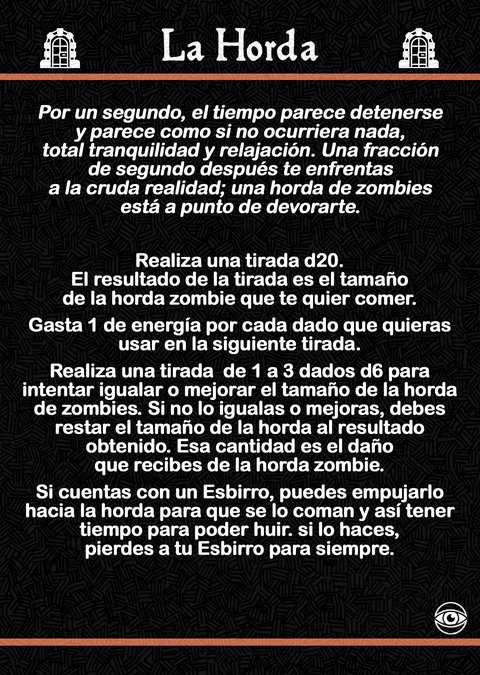 La Horda
Por un segundo, el tiempo parece detenerse
y parece como si no ocurriera nada,
total tranquilidad y relajación. Una fracción
de segundo después te enfrentas
a la cruda realidad; una horda de zombies
está a punto de devorarte.
Realiza una tirada d20.
El resultado de la tirada es el tamaño
de la horda zombie que te quier comer.
Gasta 1 de energía por cada dado que quieras
usar en la siguiente tirada.
Realiza una tirada de 1 a 3 dados d6 para
intentar igualar o mejorar el tamaño de la horda
de zombies. Si no lo igualas o mejoras, debes
restar el tamaño de la horda al resultado
obtenido. Esa cantidad es el daño
que recibes de la horda zombie.
Si cuentas con un Esbirro, puedes empujarlo
hacia la horda para que se lo coman y así tener
tiempo para poder huir. si lo haces,
pierdes a tu Esbirro para siempre.